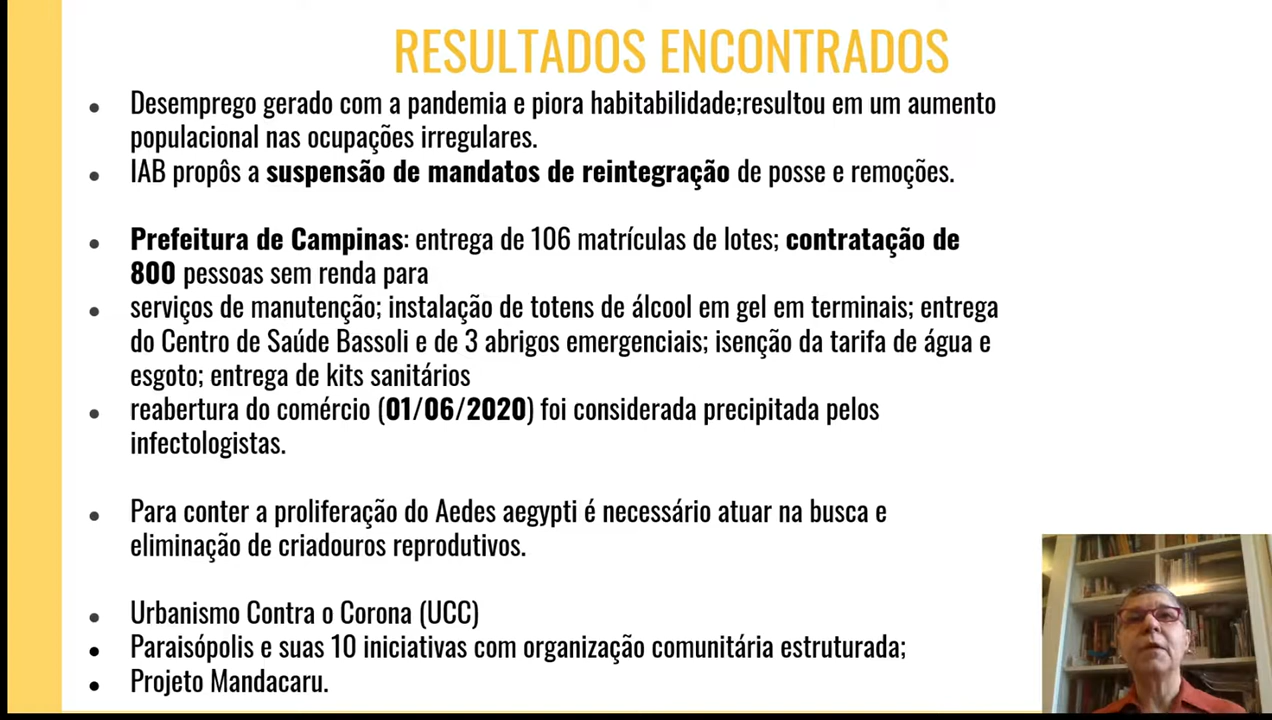 RESULTADOS ENCONTRADOS
● Desemprego gerado com a pandemia e piora habitabilidade;resultou em um aumento
populacional nas ocupações irregulares.
● IAB propôs a suspensão de mandatos de reintegração de posse e remoções.
● Prefeitura de Campinas: entrega de 106 matrículas de lotes; contratação de
800 pessoas sem renda para
● serviços de manutenção; instalação de totens de álcool em gel em terminais; entrega
do Centro de Saúde Bassoli e de 3 abrigos emergenciais; isenção da tarifa de água e
esgoto; entrega de kits sanitários
● reabertura do comércio (01/06/2020) foi considerada precipitada pelos
infectologistas.
● Para conter a proliferação do Aedes aegypti é necessário atuar na busca e
eliminação de criadouros reprodutivos.
● Urbanismo Contra o Corona (UCC)
● Paraisópolis e suas 10 iniciativas com organização comunitária estruturada;
● Projeto Mandacaru.